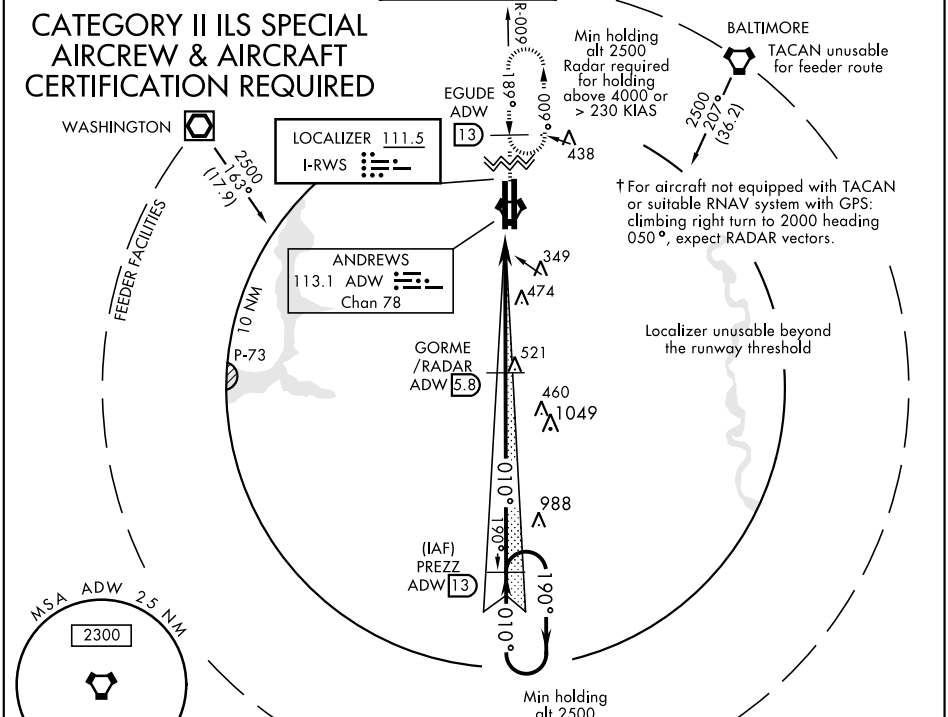 CATEGORY II ILS SPECIAL
AIRCREW & AIRCRAFT
CERTIFICATION REQUIRED
R-009
189°
009°
EGUDE
ADW 13
438
Min holding
alt 2500
Radar required
for holding
above 4000 or
> 230 KIAS
BALTIMORE
TACAN unusable
for feeder route
2500
207°
(36.2)
WASHINGTON
2500
163°
(17.9)
LOCALIZER 111.5
I-RWS
† For aircraft not equipped with TACAN
or suitable RNAV system with GPS:
climbing right turn to 2000 heading
050°, expect RADAR vectors.
FEEDER FACILITIES
ANDREWS
113.1 ADW
Chan 78
349
474
10 NM
P-73
GORME
/RADAR
ADW 5.8
521
Localizer unusable beyond
the runway threshold
460
1049
010°
988
190°
(IAF)
PREZZ
ADW 13
190°
010°
MSA ADW 25 NM
2300
Min holding
alt 2500